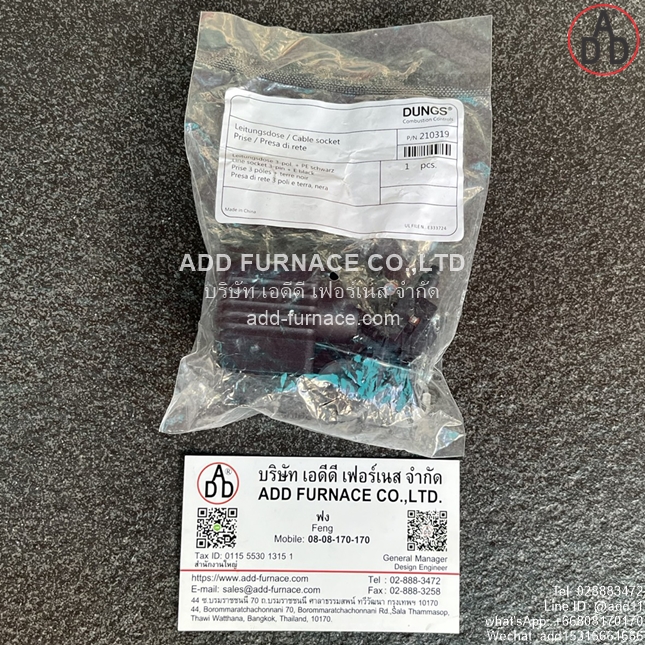 ADD
DUNGS®
Combustion Controls
Leitungsdose / Cable socket
Prise / Presa di rete
P/N 210319
Leitungsdose 3-pol. + PE schwarz
Line socket 3-pin + E black
Prise 3 pôles + terre noir
Presa di rete 3 poli e terra, nera
1 pcs.
Made in China
ADD FURNACE CO.,LTD
บริษัท เอดีดี เฟอร์เนส จำกัด
add-furnace.com
ADD®
บริษัท เอดีดี เฟอร์เนส จำกัด
ADD FURNACE CO.,LTD.
ฟง
Feng
Mobile: 08-08-170-170
Tax ID: 0115 5530 1315 1
สำนักงานใหญ่
General Manager
Design Engineer
https://www.add-furnace.com
Tel : 02-888-3472
E-mail: sales@add-furnace.com
Fax : 02-888-3258
44 ซ.บรมราชชนนี 70 ถ.บรมราชชนนี ศาลาธรรมสพน์ ทวีวัฒนา กรุงเทพฯ 10170
44, Borommaratchachonnani 70, Borommaratchachonnani Rd.,Sala Thammasop,
Thawi Watthana, Bangkok, Thailand, 10170.
Tel: 028883472
Line ID: @add11
whatsApp: +66808170170
Wechat: add15316661556